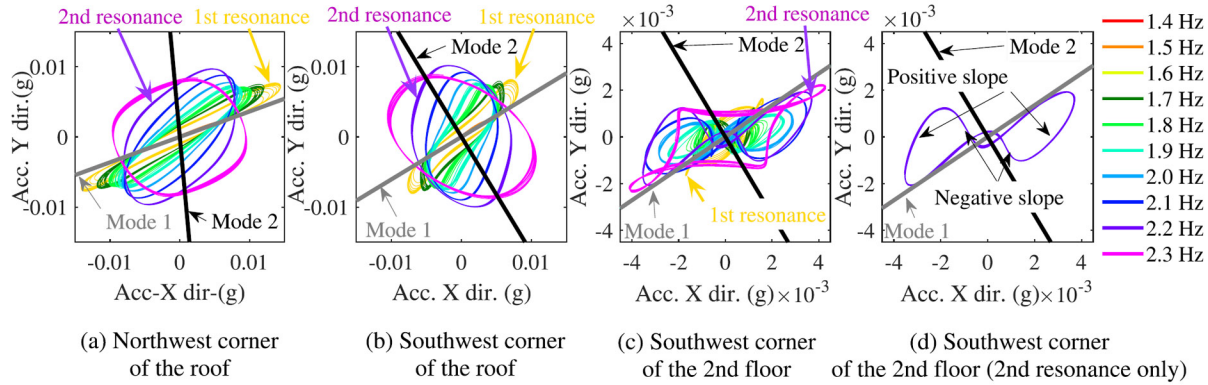 2nd resonance
1st resonance
Acc. Y dir.(g)
0.01
0
-0.01
Mode 1
Mode 2
-0.01
0
0.01
Acc-X dir-(g)
(a) Northwest corner
of the roof
2nd resonance
1st resonance
Mode 2
Acc. Y dir. (g)
0.01
0
-0.01
Mode 1
-0.01
0
0.01
Acc. X dir. (g)
(b) Southwest corner
of the roof
×10⁻³
2nd resonance
Mode 2
Acc. Y dir. (g)
4
2
0
-2
-4
1st resonance
Mode 1
-4
-2
0
2
4
Acc. X dir. (g)×10⁻³
(c) Southwest corner
of the 2nd floor
×10⁻³
Mode 2
Positive slope
Acc. Y dir. (g)
4
2
0
-2
-4
Negative slope
Mode 1
-4
-2
0
2
4
Acc. X dir. (g)×10⁻³
(d) Southwest corner
of the 2nd floor (2nd resonance only)
1.4 Hz
1.5 Hz
1.6 Hz
1.7 Hz
1.8 Hz
1.9 Hz
2.0 Hz
2.1 Hz
2.2 Hz
2.3 Hz